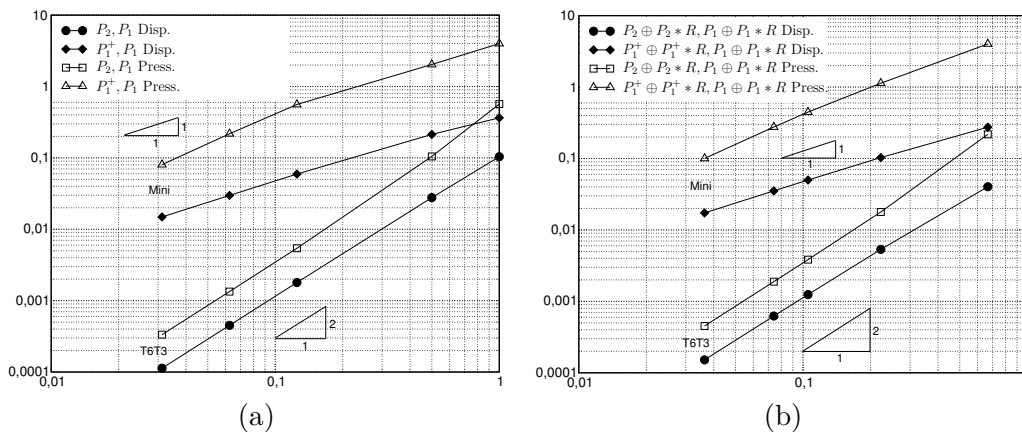 10
1
0,1
0,01
0,001
0,0001
0,01
0,1
1
P₂, P₁ Disp.
P₁⁺, P₁ Disp.
P₂, P₁ Press.
P₁⁺, P₁ Press.
1
1
Mini
2
1
T6T3
(a)
10
1
0,1
0,01
0,001
0,0001
0,01
0,1
P₂ ⊕ P₂ * R, P₁ ⊕ P₁ * R Disp.
P₁⁺ ⊕ P₁⁺ * R, P₁ ⊕ P₁ * R Disp.
P₂ ⊕ P₂ * R, P₁ ⊕ P₁ * R Press.
P₁⁺ ⊕ P₁⁺ * R, P₁ ⊕ P₁ * R Press.
1
1
Mini
2
1
T6T3
(b)